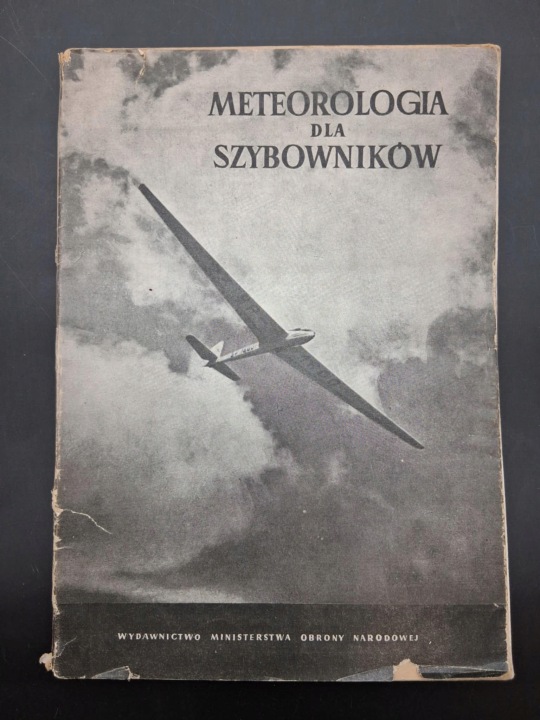 METEOROLOGIA
DLA
SZYBOWNIKÓW
WYDAWNICTWO MINISTERSTWA OBRONY NARODOWEJ